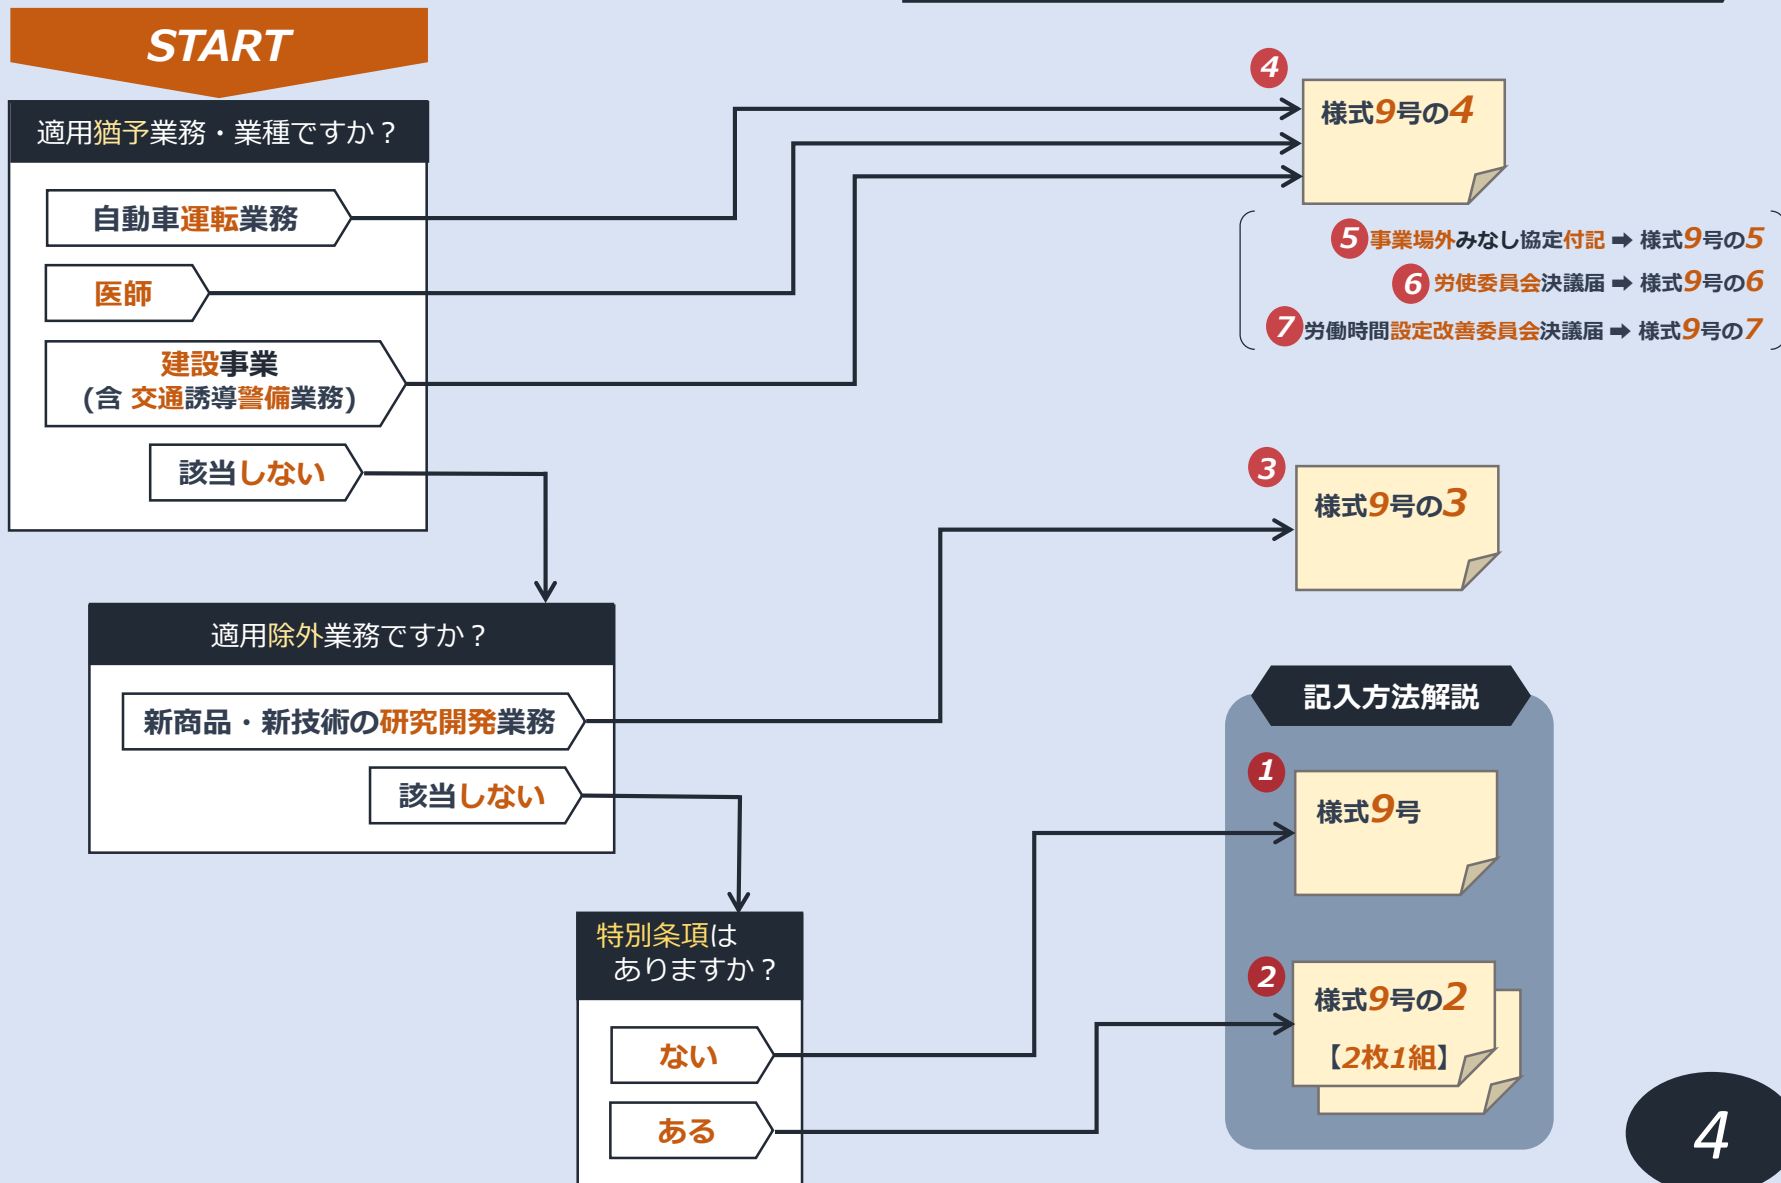 START
適用猶予業務・業種ですか？
自動車運転業務
医師
建設事業
(含 交通誘導警備業務)
該当しない
4
様式9号の4
5 事業場外みなし協定付記 ➡ 様式9号の5
6 労使委員会決議届 ➡ 様式9号の6
7 労働時間設定改善委員会決議届 ➡ 様式9号の7
適用除外業務ですか？
新商品・新技術の研究開発業務
該当しない
3
様式9号の3
特別条項は
ありますか？
ない
ある
記入方法解説
1
様式9号
2
様式9号の2
【2枚1組】
4